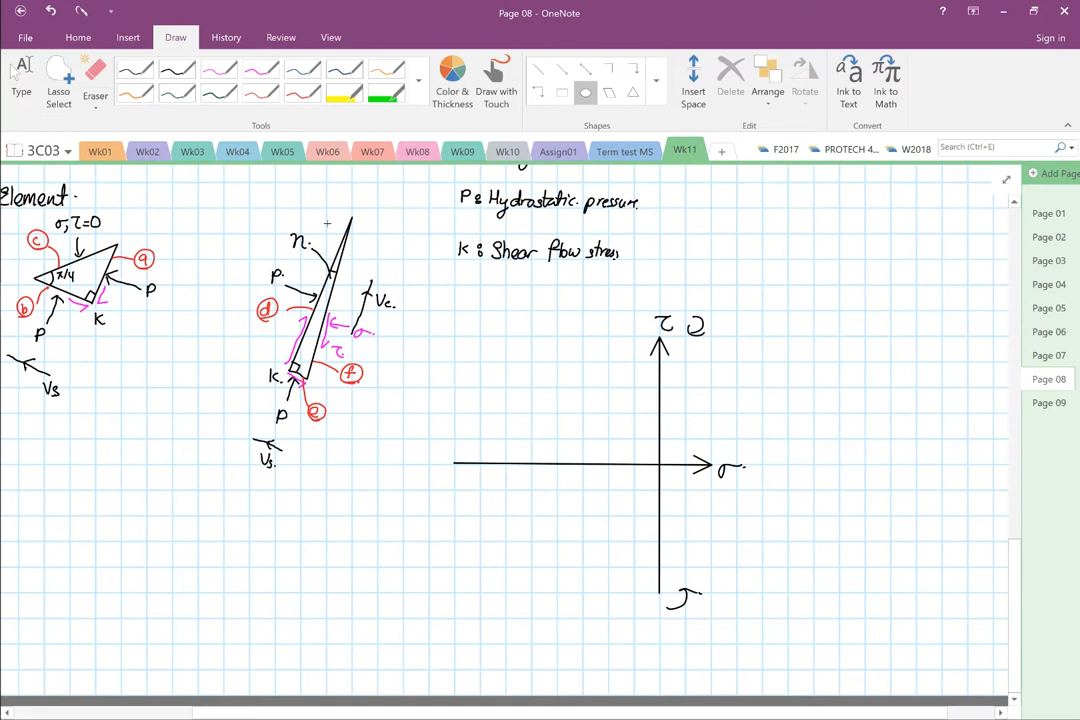 Page 08 - OneNote
File Home Insert Draw History Review View Sign in
Type Lasso Select Eraser Color & Thickness Draw with Touch Insert Space Delete Arrange Rotate Ink to Text Ink to Math
Tools Shapes Edit Convert
3C03 Wk01 Wk02 Wk03 Wk04 Wk05 Wk06 Wk07 Wk08 Wk09 Wk10 Assign01 Term test MS Wk11 F2017 PROTECH 4... W2018 Search (Ctrl+E)
Add Page
Page 01
Page 02
Page 03
Page 04
Page 05
Page 06
Page 07
Page 08
Page 09
Element.
σ, τ=0
c
a
π/4
b
P
P
K
Vs
n.
P.
d
Vc.
σ
τ
K.
f
P
e
Vs.
P: Hydrostatic pressure.
K: Shear flow stress
τ
σ.